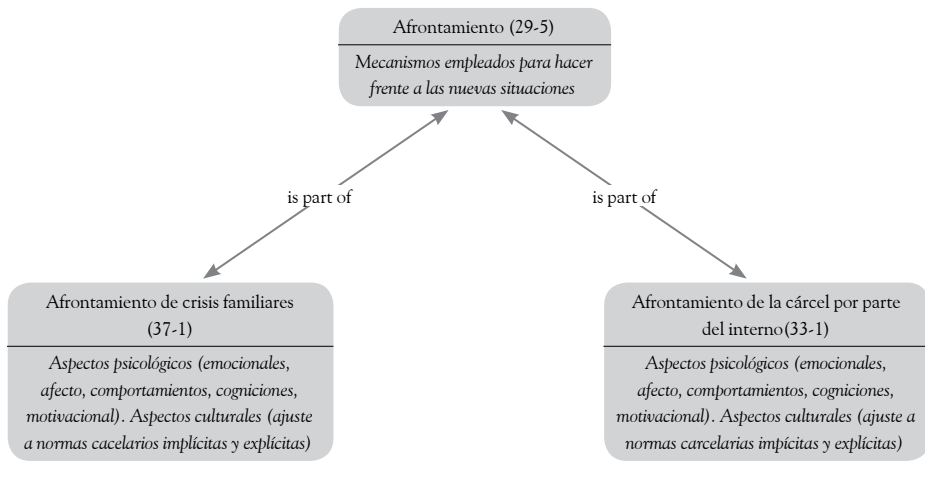 Afrontamiento (29-5)
Mecanismos empleados para hacer
frente a las nuevas situaciones
is part of
is part of
Afrontamiento de crisis familiares
(37-1)
Aspectos psicológicos (emocionales,
afecto, comportamientos, cogniciones,
motivacional). Aspectos culturales (ajuste
a normas cacelarios implícitas y explícitas)
Afrontamiento de la cárcel por parte
del interno(33-1)
Aspectos psicológicos (emocionales,
afecto, comportamientos, cogniciones,
motivacional). Aspectos culturales (ajuste a
normas carcelarias impícitas y explícitas)